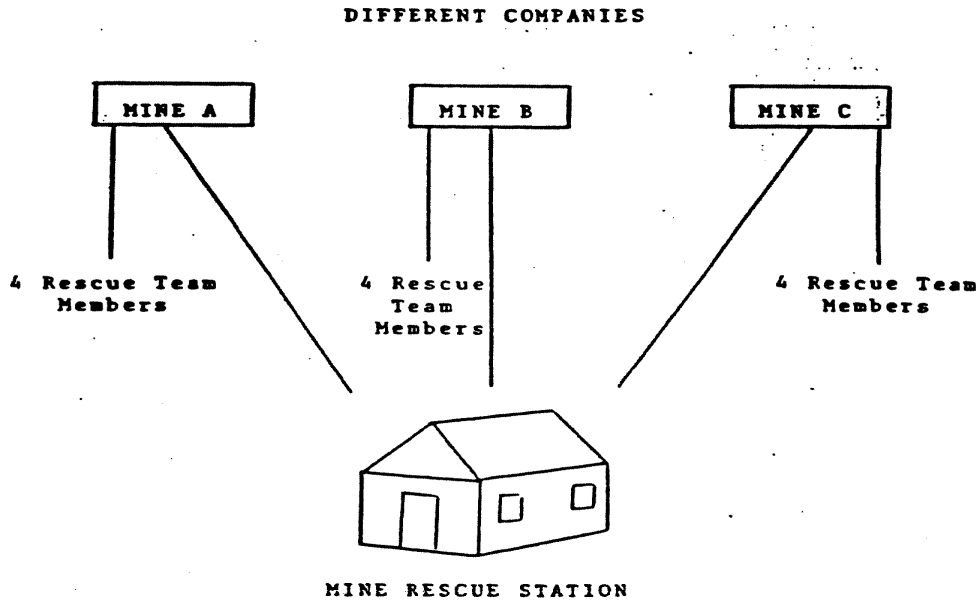 DIFFERENT COMPANIES
MINE A
MINE B
MINE C
4 Rescue Team
Members
4 Rescue
Team
Members
4 Rescue Team
Members
MINE RESCUE STATION